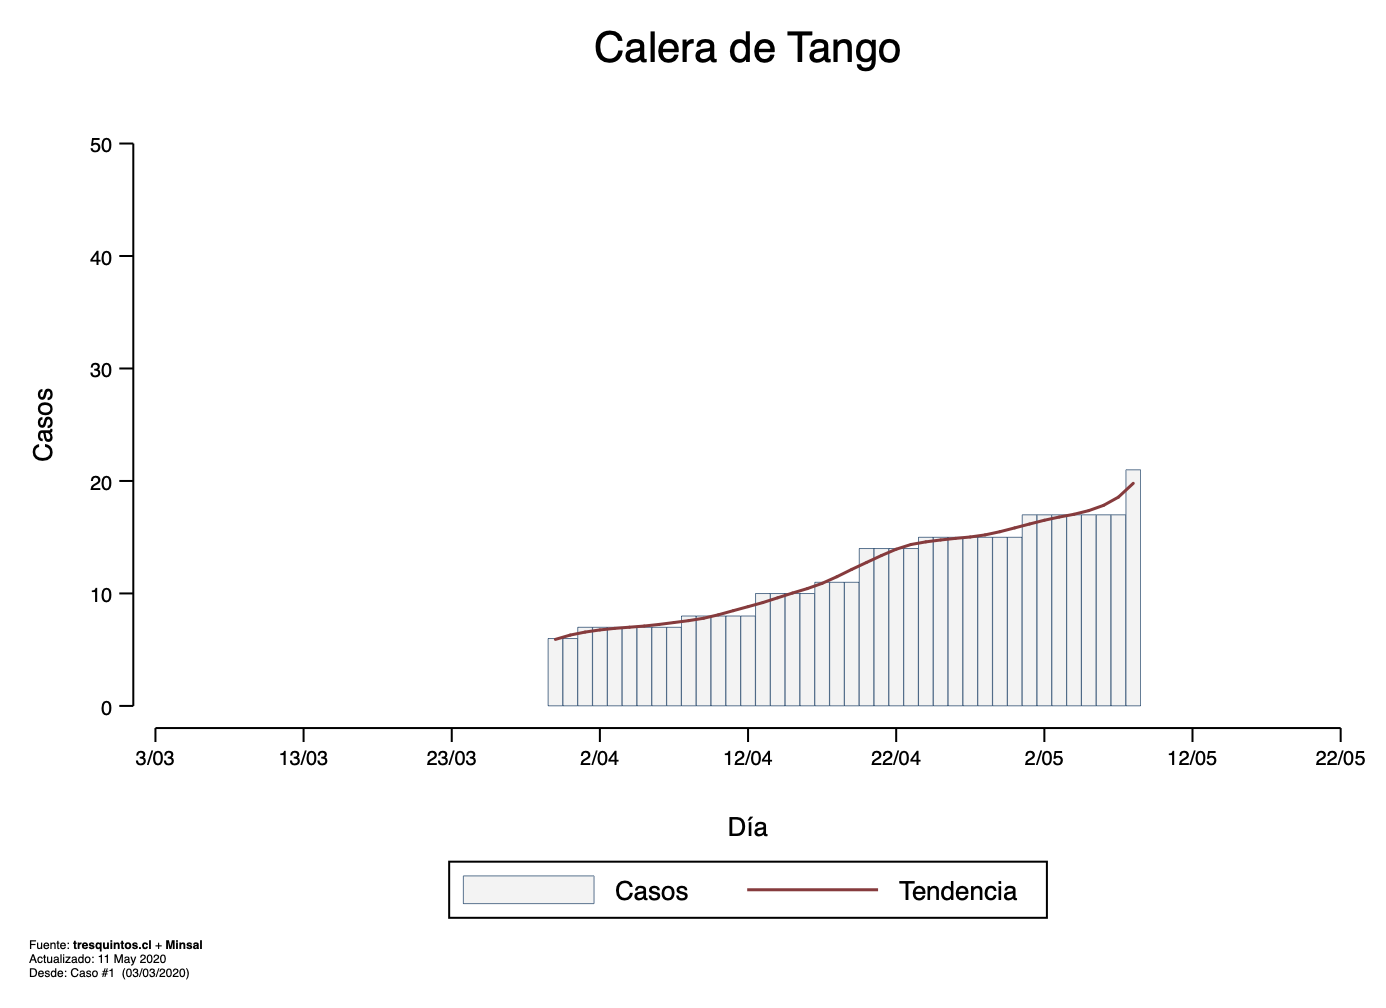 Calera de Tango
50
40
30
20
10
0
Casos
3/03 13/03 23/03 2/04 12/04 22/04 2/05 12/05 22/05
Día
Casos Tendencia
Fuente: tresquintos.cl + Minsal
Actualizado: 11 May 2020
Desde: Caso #1 (03/03/2020)